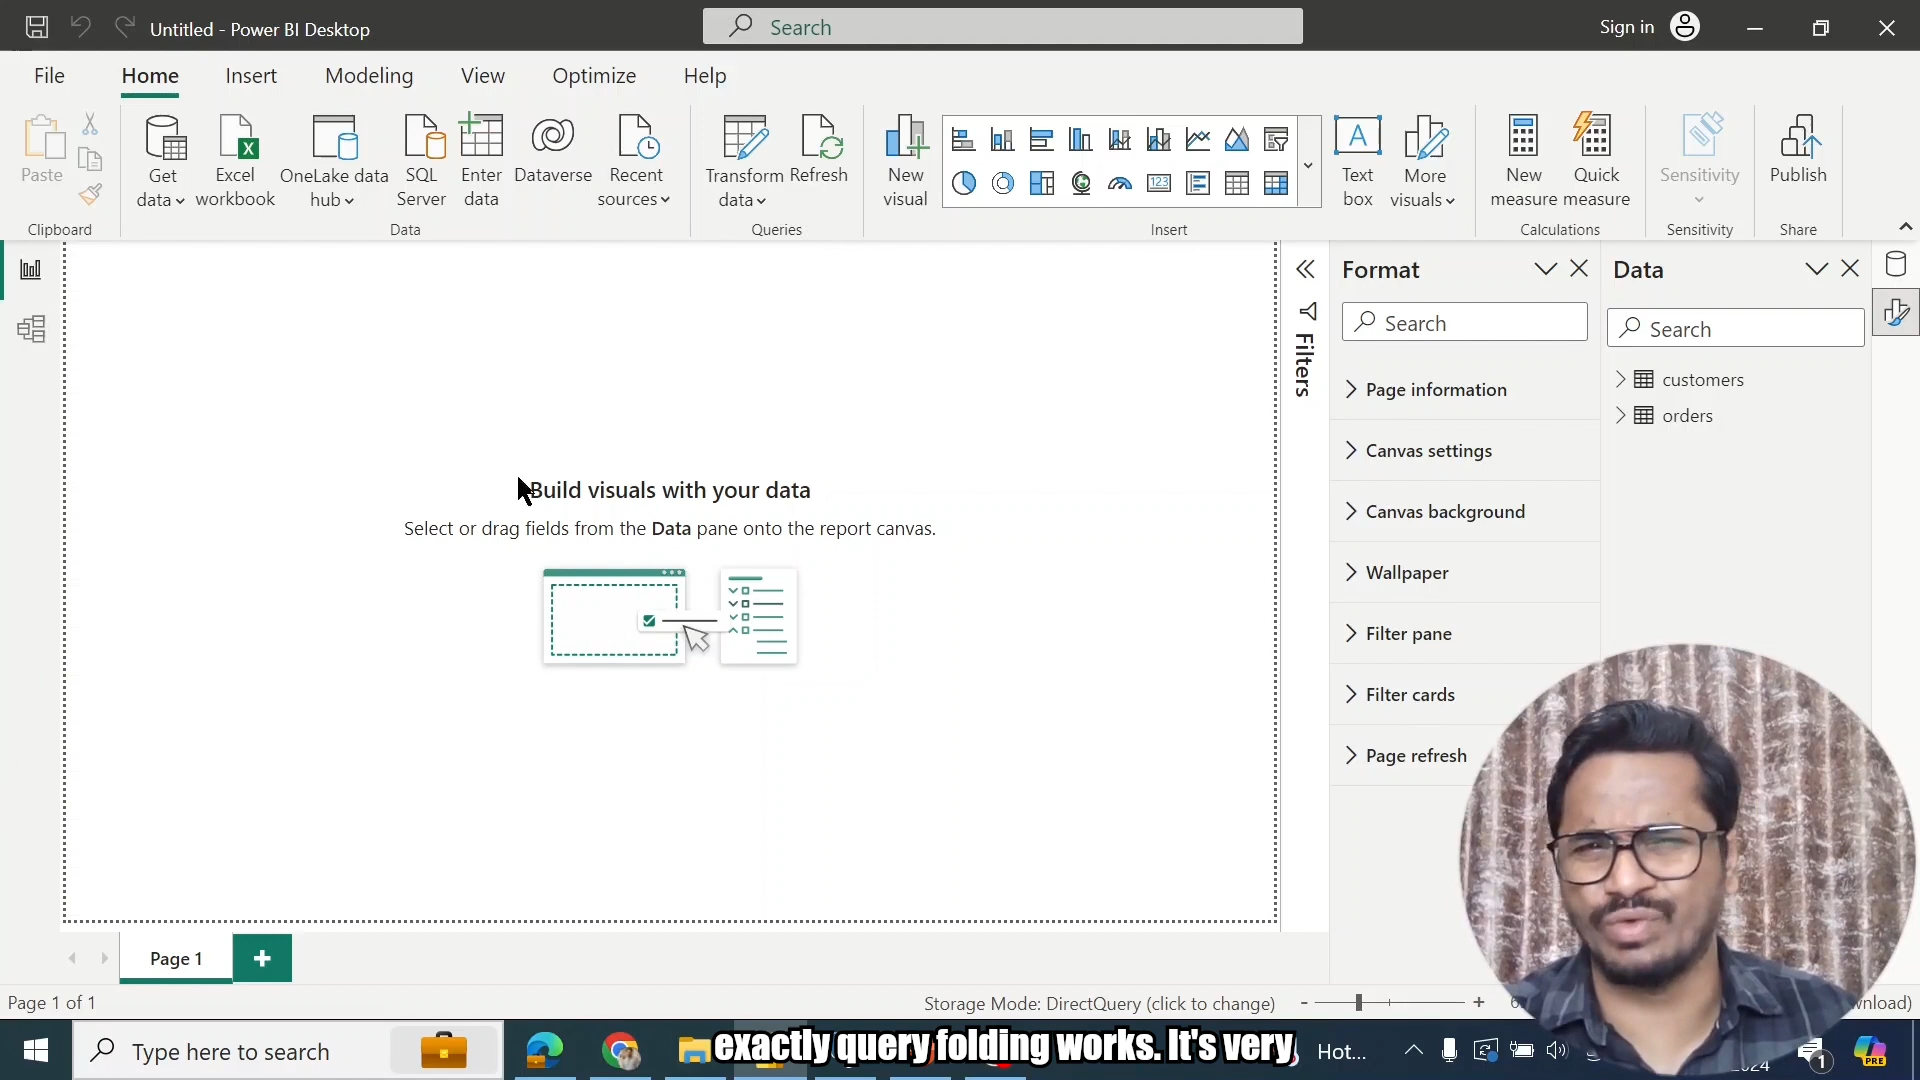 Untitled - Power BI Desktop
Search
Sign in
File
Home
Insert
Modeling
View
Optimize
Help
Paste
Get
data
Excel
workbook
OneLake data
hub
SQL
Server
Enter
data
Dataverse
Recent
sources
Transform
data
Refresh
New
visual
123
A
Text
box
More
visuals
New
measure
Quick
measure
Sensitivity
Publish
Clipboard
Data
Queries
Insert
Calculations
Sensitivity
Share
Filters
Format
Search
Page information
Canvas settings
Canvas background
Wallpaper
Filter pane
Filter cards
Page refresh
Data
Search
customers
orders
Build visuals with your data
Select or drag fields from the Data pane onto the report canvas.
Page 1
Page 1 of 1
Storage Mode: DirectQuery (click to change)
Type here to search
exactly query folding works. It's very
Hot...
1
PRE